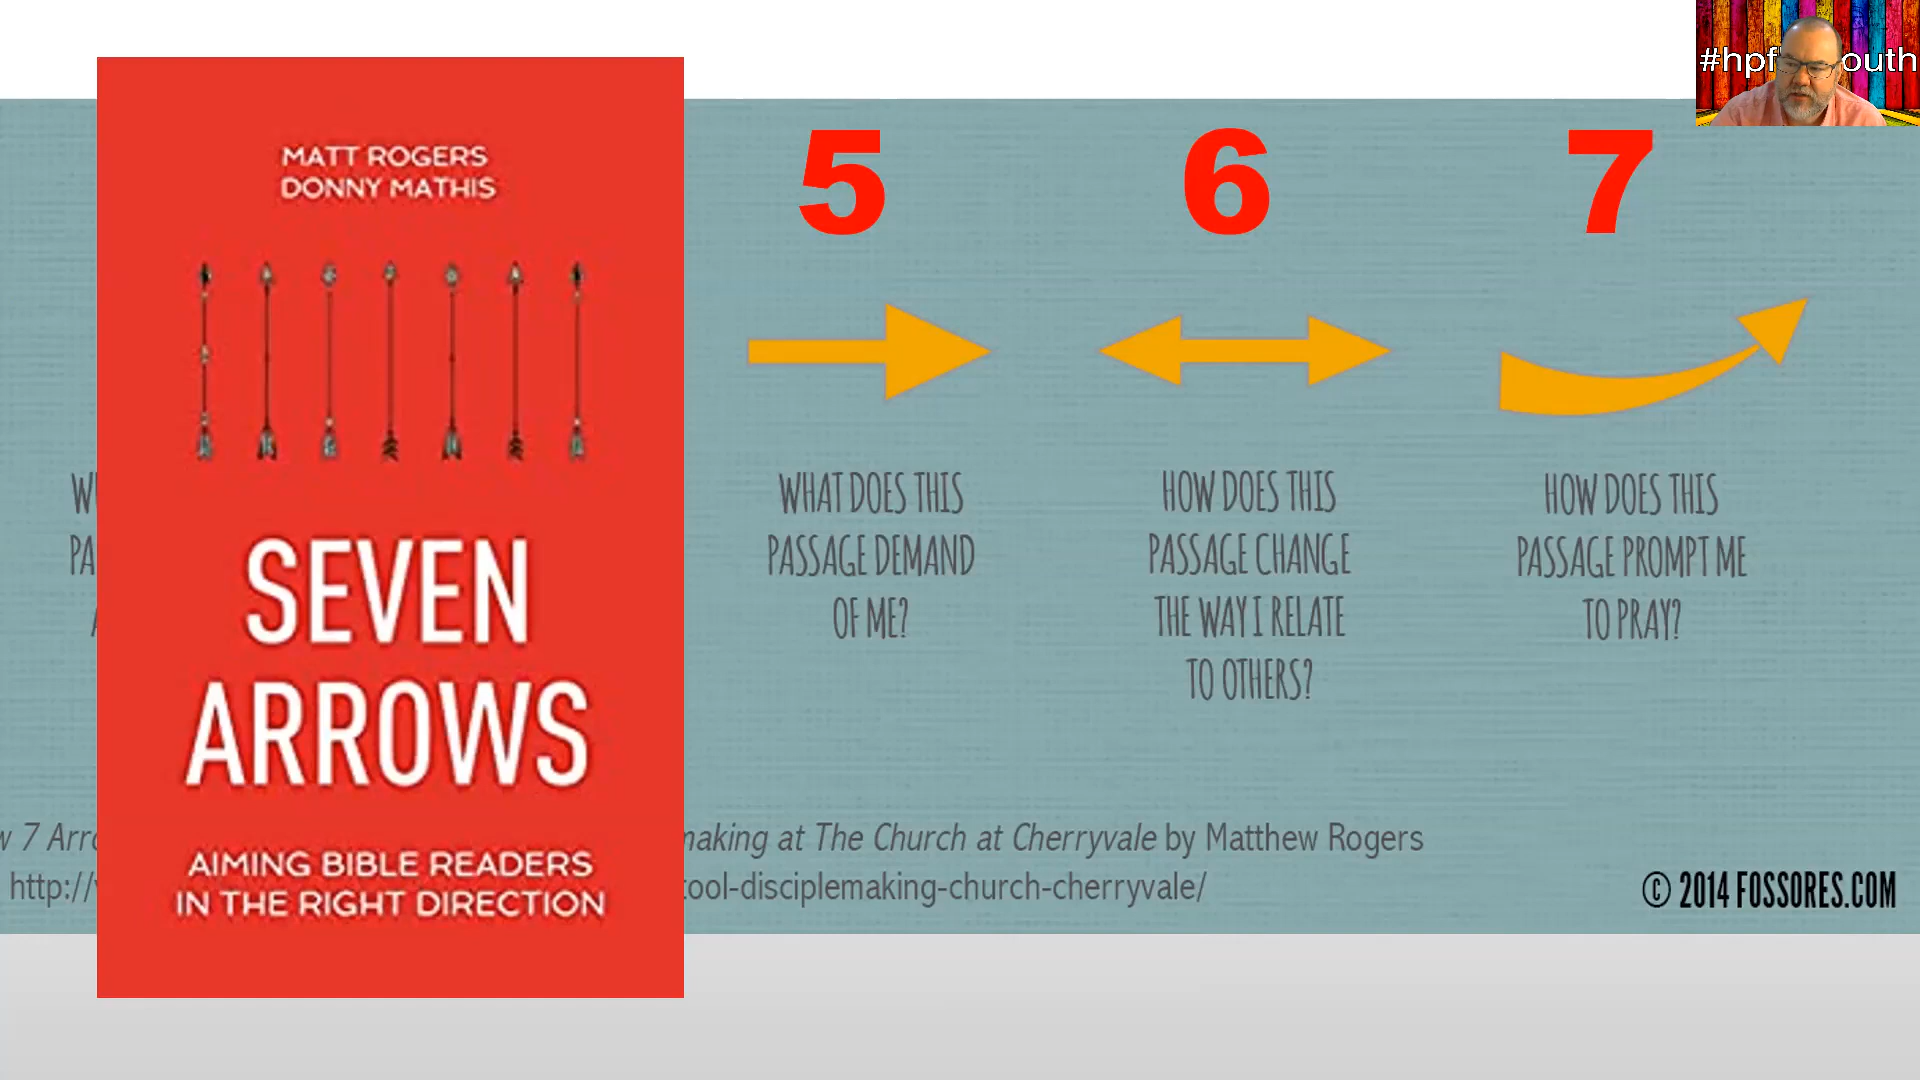 #hpf outh
MATT ROGERS
DONNY MATHIS
SEVEN
ARROWS
AIMING BIBLE READERS
IN THE RIGHT DIRECTION
5
WHAT DOES THIS
PASSAGE DEMAND
OF ME?
6
HOW DOES THIS
PASSAGE CHANGE
THE WAY I RELATE
TO OTHERS?
7
HOW DOES THIS
PASSAGE PROMPT ME
TO PRAY?
7 Arr making at The Church at Cherryvale by Matthew Rogers
http:// tool-disciplemaking-church-cherryvale/
© 2014 FOSSORES.COM